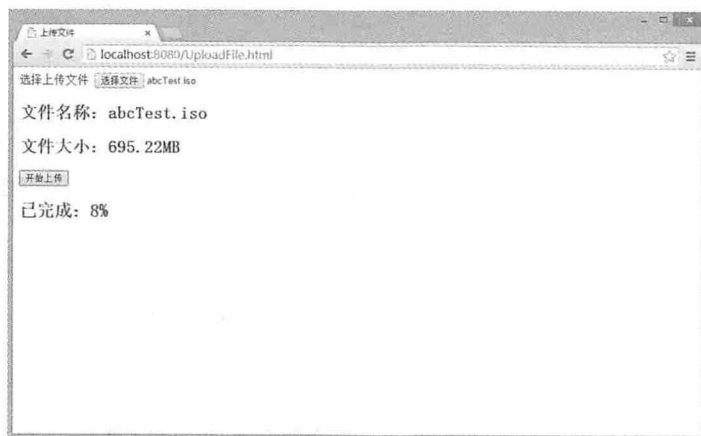 上传文件
localhost:8080/UploadFile.html
选择上传文件 选择文件 abcTest.iso
文件名称：abcTest.iso
文件大小：695.22MB
开始上传
已完成：8%